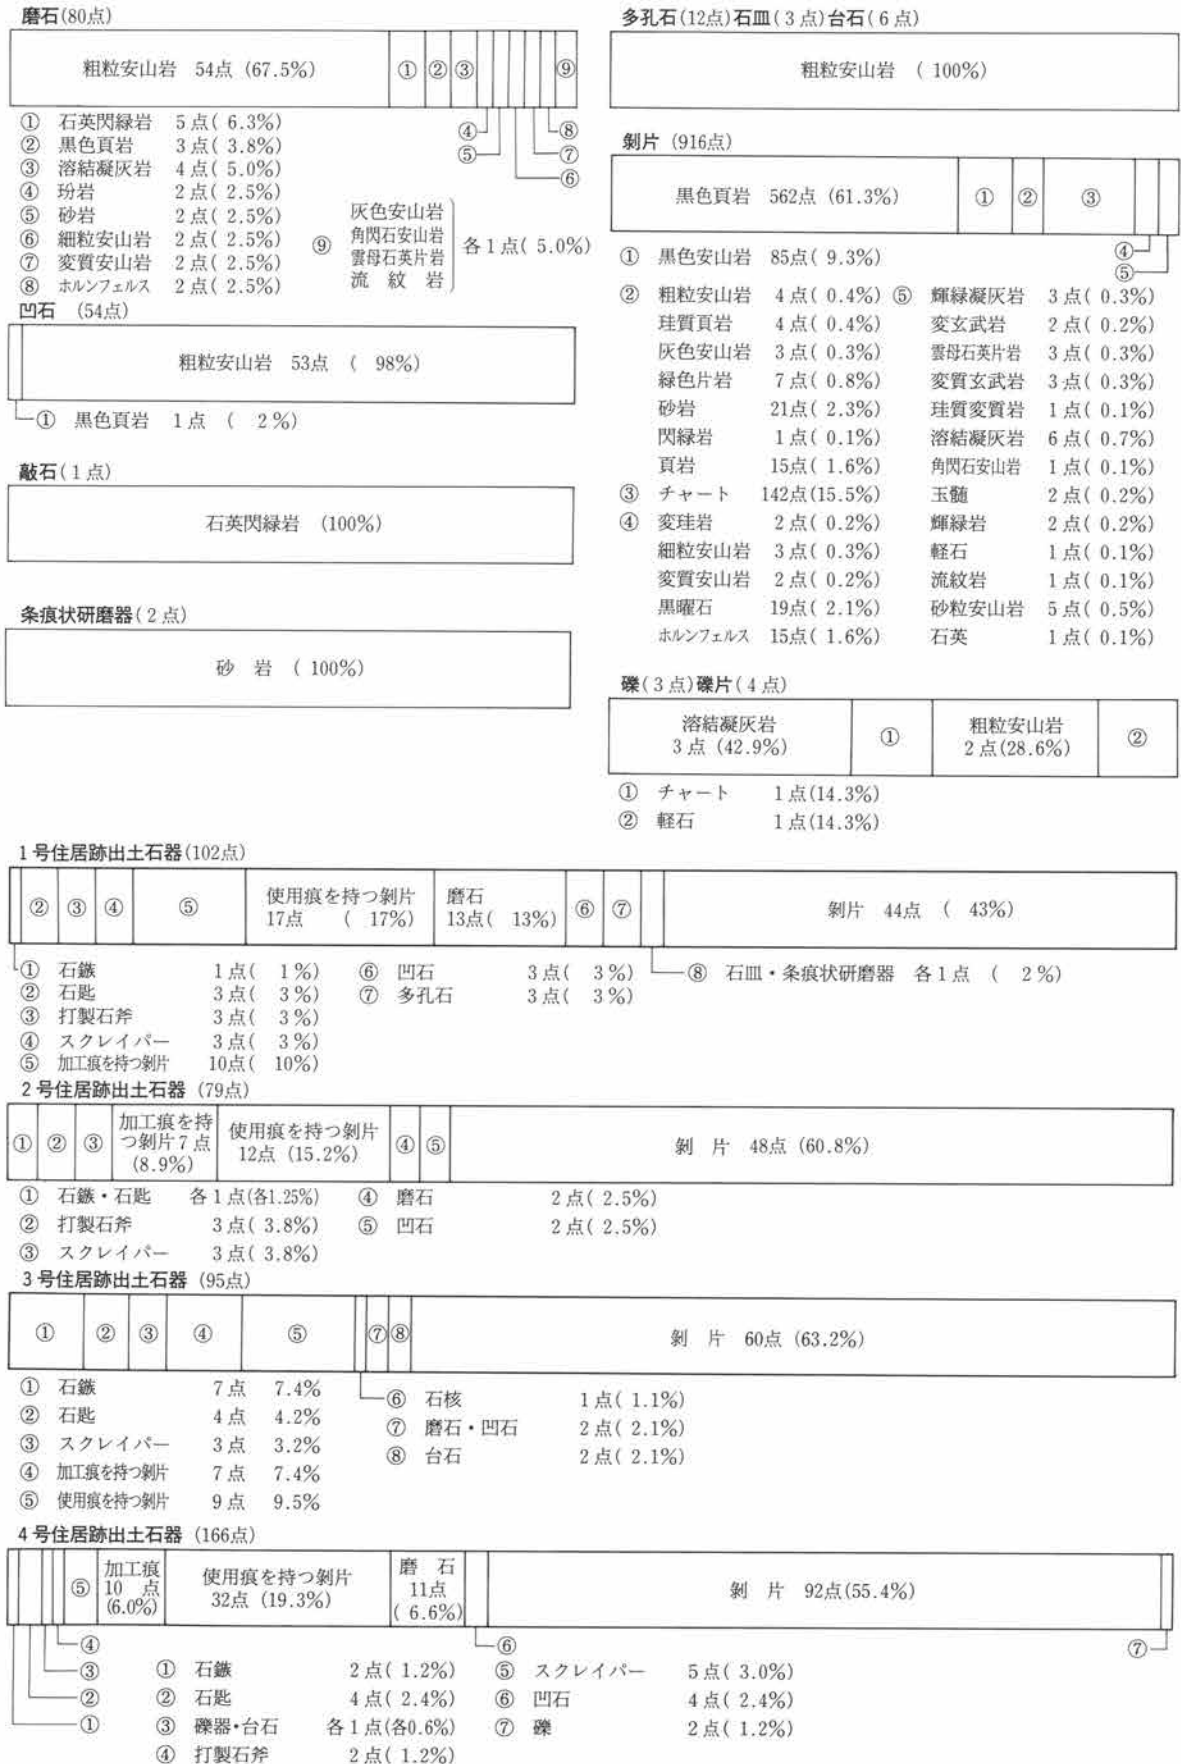 磨石(80点)
粗粒安山岩 54点 (67.5%) ① ② ③ ⑨
④ ⑧
⑤ ⑦
⑥
① 石英閃緑岩 5点( 6.3%)
② 黒色頁岩 3点( 3.8%)
③ 溶結凝灰岩 4点( 5.0%)
④ 玢岩 2点( 2.5%)
⑤ 砂岩 2点( 2.5%)
⑥ 細粒安山岩 2点( 2.5%)
⑦ 変質安山岩 2点( 2.5%)
⑧ ホルンフェルス 2点( 2.5%)
⑨ 灰色安山岩
角閃石安山岩
雲母石英片岩
流紋岩
各1点( 5.0%)
凹石 (54点)
粗粒安山岩 53点 ( 98%)
① 黒色頁岩 1点 ( 2%)
敲石(1点)
石英閃緑岩 (100%)
条痕状研磨器(2点)
砂 岩 ( 100%)
多孔石(12点)石皿(3点)台石(6点)
粗粒安山岩 ( 100%)
剝片 (916点)
黒色頁岩 562点 (61.3%) ① ② ③
④
⑤
① 黒色安山岩 85点( 9.3%)
② 粗粒安山岩 4点( 0.4%) ⑤ 輝緑凝灰岩 3点( 0.3%)
珪質頁岩 4点( 0.4%) 変玄武岩 2点( 0.2%)
灰色安山岩 3点( 0.3%) 雲母石英片岩 3点( 0.3%)
緑色片岩 7点( 0.8%) 変質玄武岩 3点( 0.3%)
砂岩 21点( 2.3%) 珪質変質岩 1点( 0.1%)
閃緑岩 1点( 0.1%) 溶結凝灰岩 6点( 0.7%)
頁岩 15点( 1.6%) 角閃石安山岩 1点( 0.1%)
③ チャート 142点(15.5%) 玉髄 2点( 0.2%)
④ 変珪岩 2点( 0.2%) 輝緑岩 2点( 0.2%)
細粒安山岩 3点( 0.3%) 軽石 1点( 0.1%)
変質安山岩 2点( 0.2%) 流紋岩 1点( 0.1%)
黒曜石 19点( 2.1%) 砂粒安山岩 5点( 0.5%)
ホルンフェルス 15点( 1.6%) 石英 1点( 0.1%)
礫(3点)礫片(4点)
溶結凝灰岩 ① 粗粒安山岩 ②
3点 (42.9%) 2点(28.6%)
① チャート 1点(14.3%)
② 軽石 1点(14.3%)
1号住居跡出土石器(102点)
② ③ ④ ⑤ 使用痕を持つ剝片 磨石 ⑥ ⑦ 剝片 44点 ( 43%)
17点 ( 17%) 13点( 13%)
① 石鏃 1点( 1%) ⑥ 凹石 3点( 3%) ⑧ 石皿・条痕状研磨器 各1点 ( 2%)
② 石匙 3点( 3%) ⑦ 多孔石 3点( 3%)
③ 打製石斧 3点( 3%)
④ スクレイパー 3点( 3%)
⑤ 加工痕を持つ剝片 10点( 10%)
2号住居跡出土石器 (79点)
① ② ③ 加工痕を持 使用痕を持つ剝片 ④ ⑤ 剝 片 48点 (60.8%)
つ剝片7点 12点 (15.2%)
(8.9%)
① 石鏃・石匙 各1点(各1.25%) ④ 磨石 2点( 2.5%)
② 打製石斧 3点( 3.8%) ⑤ 凹石 2点( 2.5%)
③ スクレイパー 3点( 3.8%)
3号住居跡出土石器 (95点)
① ② ③ ④ ⑤ ⑦ ⑧ 剝 片 60点 (63.2%)
① 石鏃 7点 7.4% ⑥ 石核 1点( 1.1%)
② 石匙 4点 4.2% ⑦ 磨石・凹石 2点( 2.1%)
③ スクレイパー 3点 3.2% ⑧ 台石 2点( 2.1%)
④ 加工痕を持つ剝片 7点 7.4%
⑤ 使用痕を持つ剝片 9点 9.5%
4号住居跡出土石器 (166点)
⑤ 加工痕 使用痕を持つ剝片 磨 石 剝 片 92点(55.4%)
10 点 32点 (19.3%) 11点
(6.0%) ( 6.6%)
④ ⑥ ⑦
③ ① 石鏃 2点( 1.2%) ⑤ スクレイパー 5点( 3.0%)
② ② 石匙 4点( 2.4%) ⑥ 凹石 4点( 2.4%)
① ③ 礫器・台石 各1点(各0.6%) ⑦ 礫 2点( 1.2%)
④ 打製石斧 2点( 1.2%)